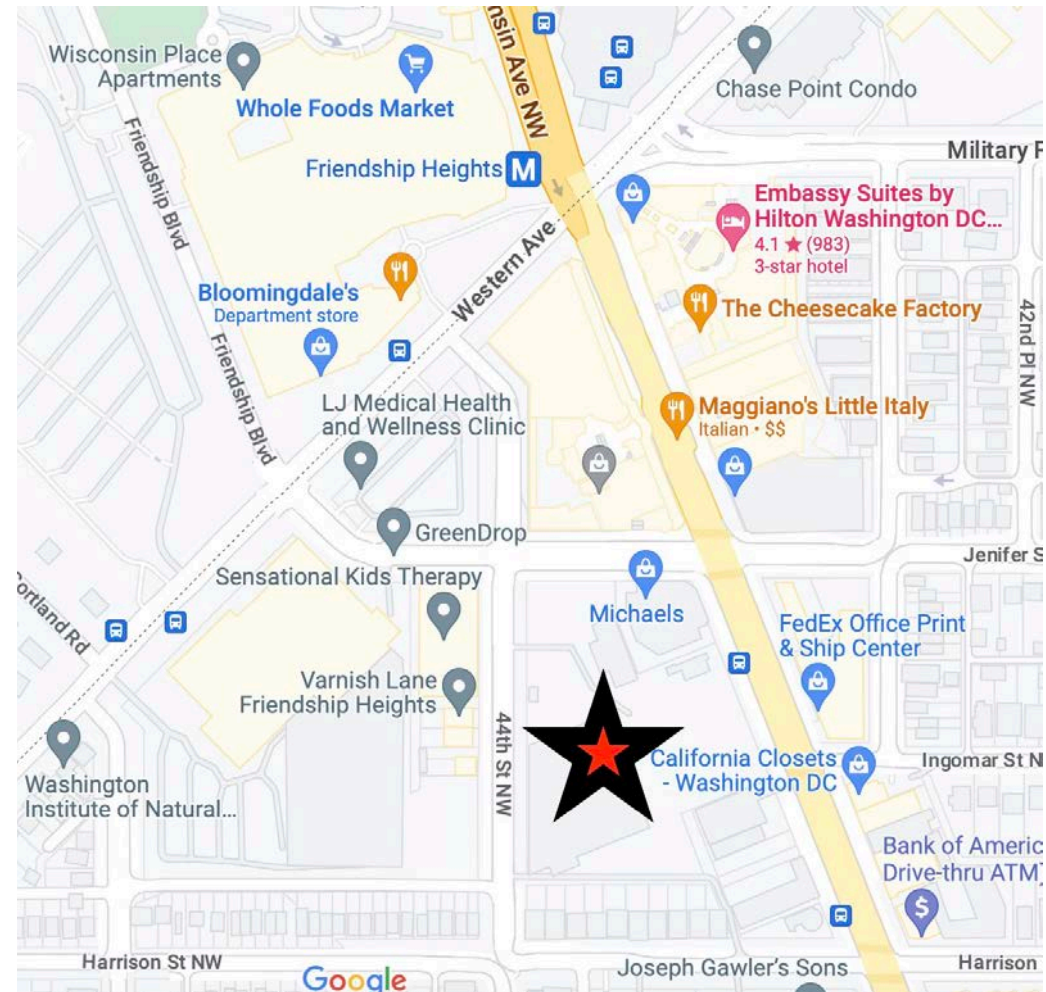 Wisconsin Place
Apartments
Whole Foods Market
nsin Ave NW
Chase Point Condo
Friendship Blvd
Friendship Heights
M
Military
Embassy Suites by
Hilton Washington DC...
4.1 ★ (983)
3-star hotel
Western Ave
Bloomingdale's
Department store
The Cheesecake Factory
42nd Pl NW
Friendship Blvd
LJ Medical Health
and Wellness Clinic
Maggiano's Little Italy
Italian • $$
GreenDrop
Jenifer S
Sensational Kids Therapy
Michaels
FedEx Office Print
& Ship Center
Cortland Rd
Varnish Lane
Friendship Heights
44th St NW
California Closets
- Washington DC
Ingomar St N
Washington
Institute of Natural...
Bank of Americ
Drive-thru ATM
$
Harrison St NW
Google
Joseph Gawler's Sons
Harrison